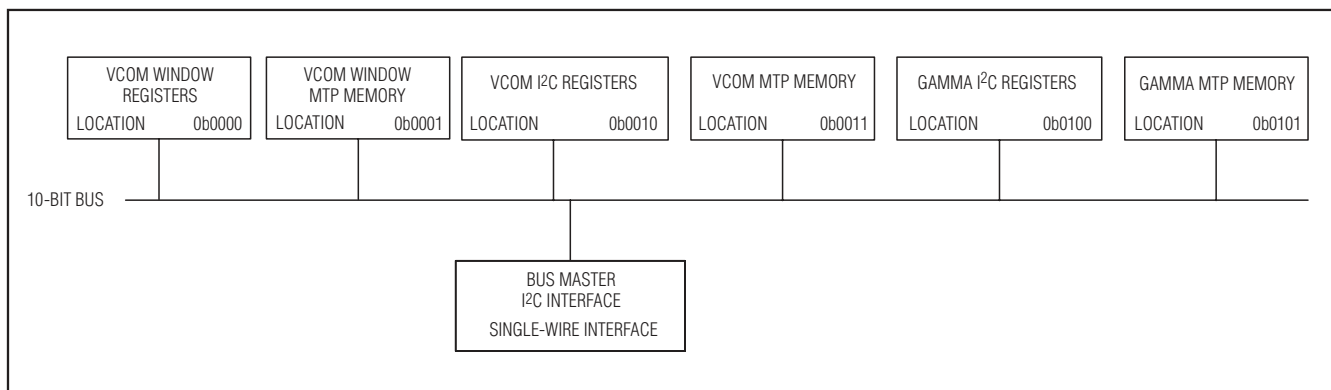 VCOM WINDOW
REGISTERS
LOCATION 0b0000
VCOM WINDOW
MTP MEMORY
LOCATION 0b0001
VCOM I²C REGISTERS
LOCATION 0b0010
VCOM MTP MEMORY
LOCATION 0b0011
GAMMA I²C REGISTERS
LOCATION 0b0100
GAMMA MTP MEMORY
LOCATION 0b0101
10-BIT BUS
BUS MASTER
I²C INTERFACE
SINGLE-WIRE INTERFACE